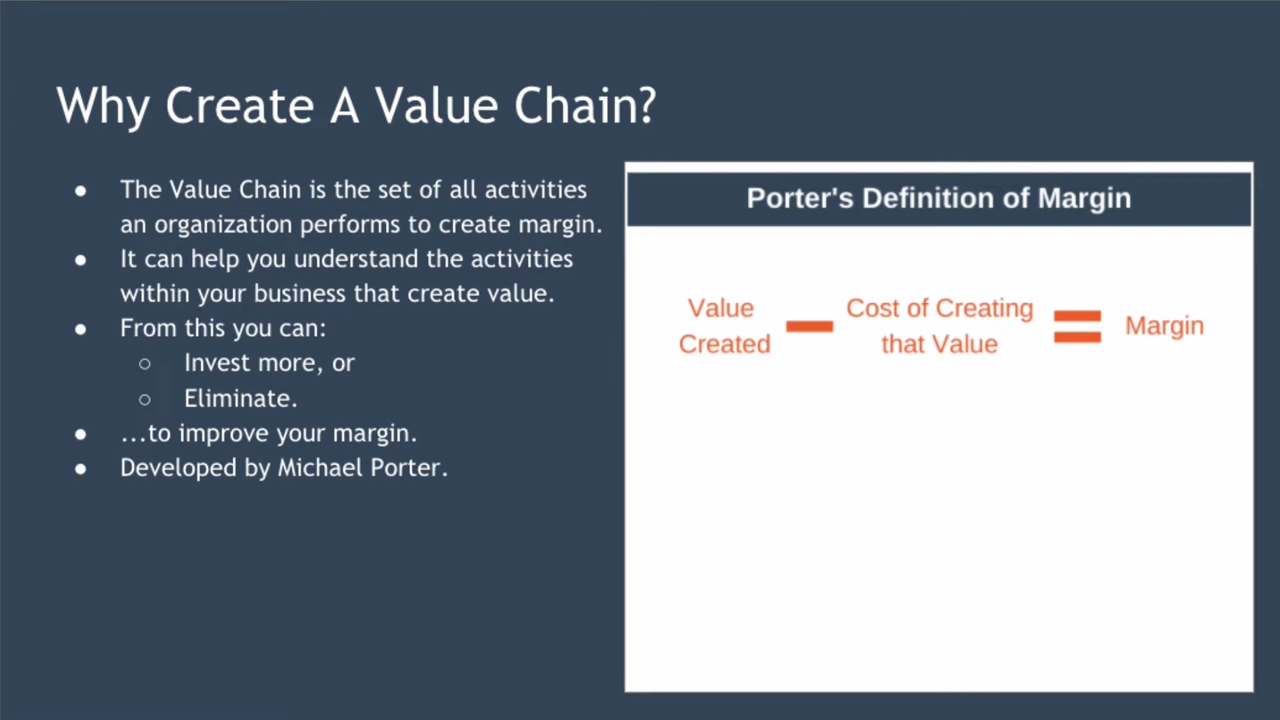 Why Create A Value Chain?
● The Value Chain is the set of all activities
an organization performs to create margin.
● It can help you understand the activities
within your business that create value.
● From this you can:
○ Invest more, or
○ Eliminate.
● ...to improve your margin.
● Developed by Michael Porter.
Porter's Definition of Margin
Value
Created
Cost of Creating
that Value
Margin